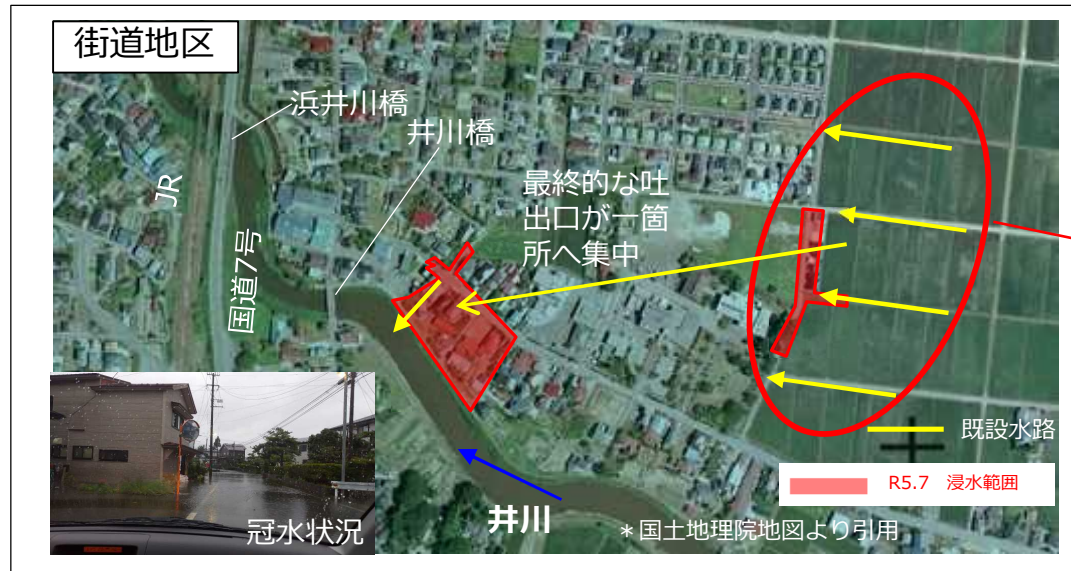 街道地区
浜井川橋
井川橋
JR
国道7号
最終的な吐
出口が一箇
所へ集中
既設水路
R5.7 浸水範囲
井川
冠水状況
＊国土地理院地図より引用